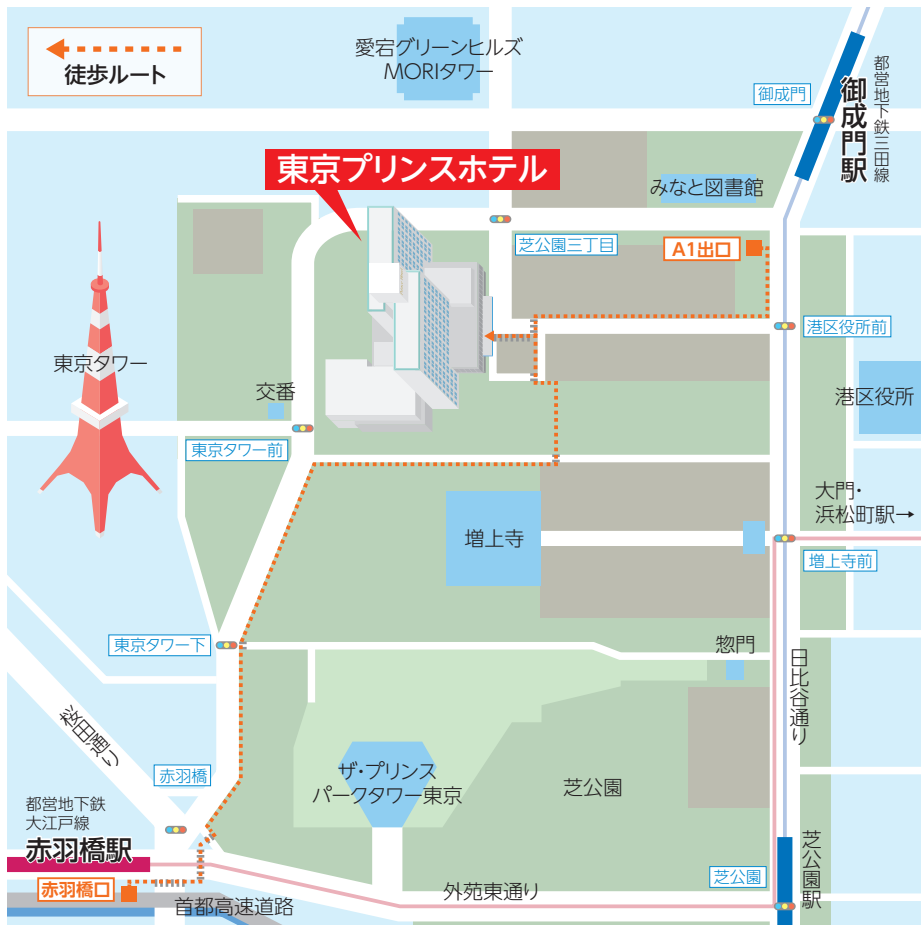 徒歩ルート
愛宕グリーンヒルズ
MORIタワー
御成門
都営地下鉄三田線
御成門駅
東京プリンスホテル
みなと図書館
芝公園三丁目
A1出口
港区役所前
東京タワー
交番
港区役所
東京タワー前
大門・
浜松町駅→
増上寺
増上寺前
東京タワー下
惣門
日比谷通り
桜田通り
赤羽橋
ザ・プリンス
パークタワー東京
芝公園
都営地下鉄
大江戸線
赤羽橋駅
赤羽橋口
首都高速道路
外苑東通り
芝公園
芝公園駅